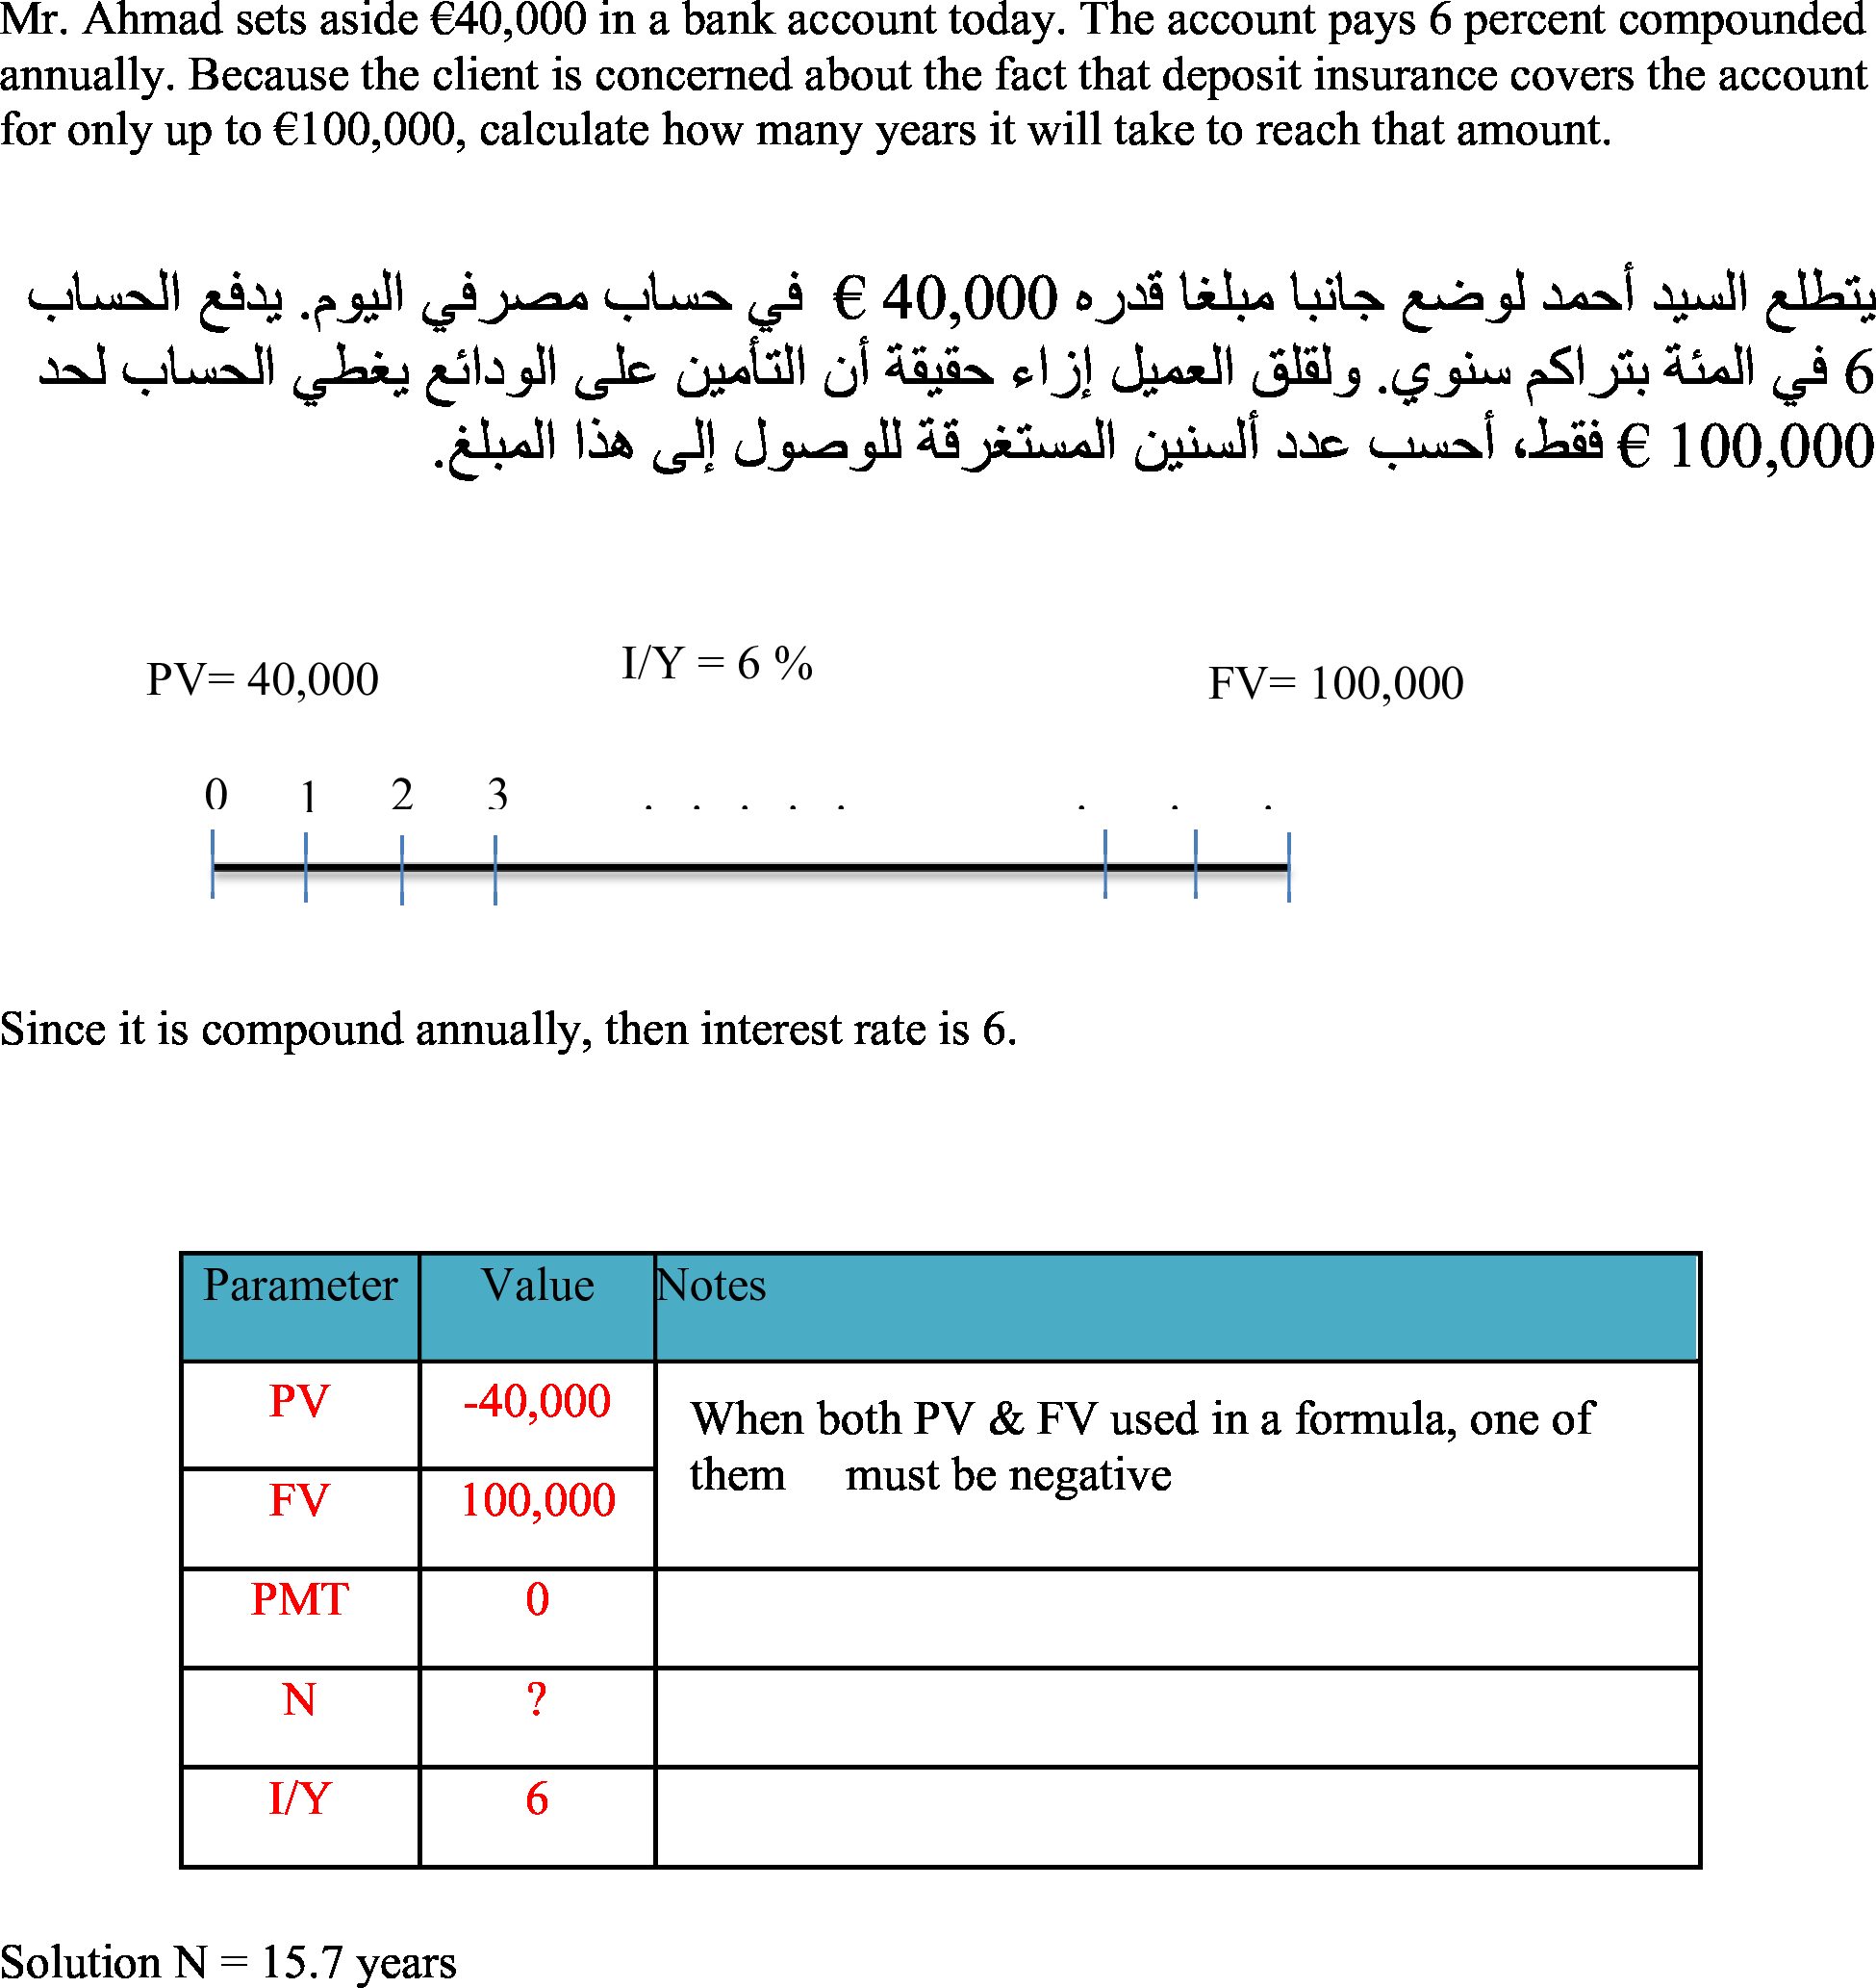 Mr. Ahmad sets aside €40,000 in a bank account today. The account pays 6 percent compounded
annually. Because the client is concerned about the fact that deposit insurance covers the account
for only up to €100,000, calculate how many years it will take to reach that amount.
يتطلع السيد أحمد لوضع جانبا مبلغا قدره 40,000 € في حساب مصرفي اليوم. يدفع الحساب
6 في المئة بتراكم سنوي. ولقلق العميل إزاء حقيقة أن التأمين على الودائع يغطي الحساب لحد
100,000 € فقط، أحسب عدد ألسنين المستغرقة للوصول إلى هذا المبلغ.
PV= 40,000 I/Y = 6 % FV= 100,000
0 1 2 3 . . . . . . . .
Since it is compound annually, then interest rate is 6.
Parameter Value Notes
PV -40,000
When both PV & FV used in a formula, one of
them must be negative
FV 100,000
PMT 0
N ?
I/Y 6
Solution N = 15.7 years